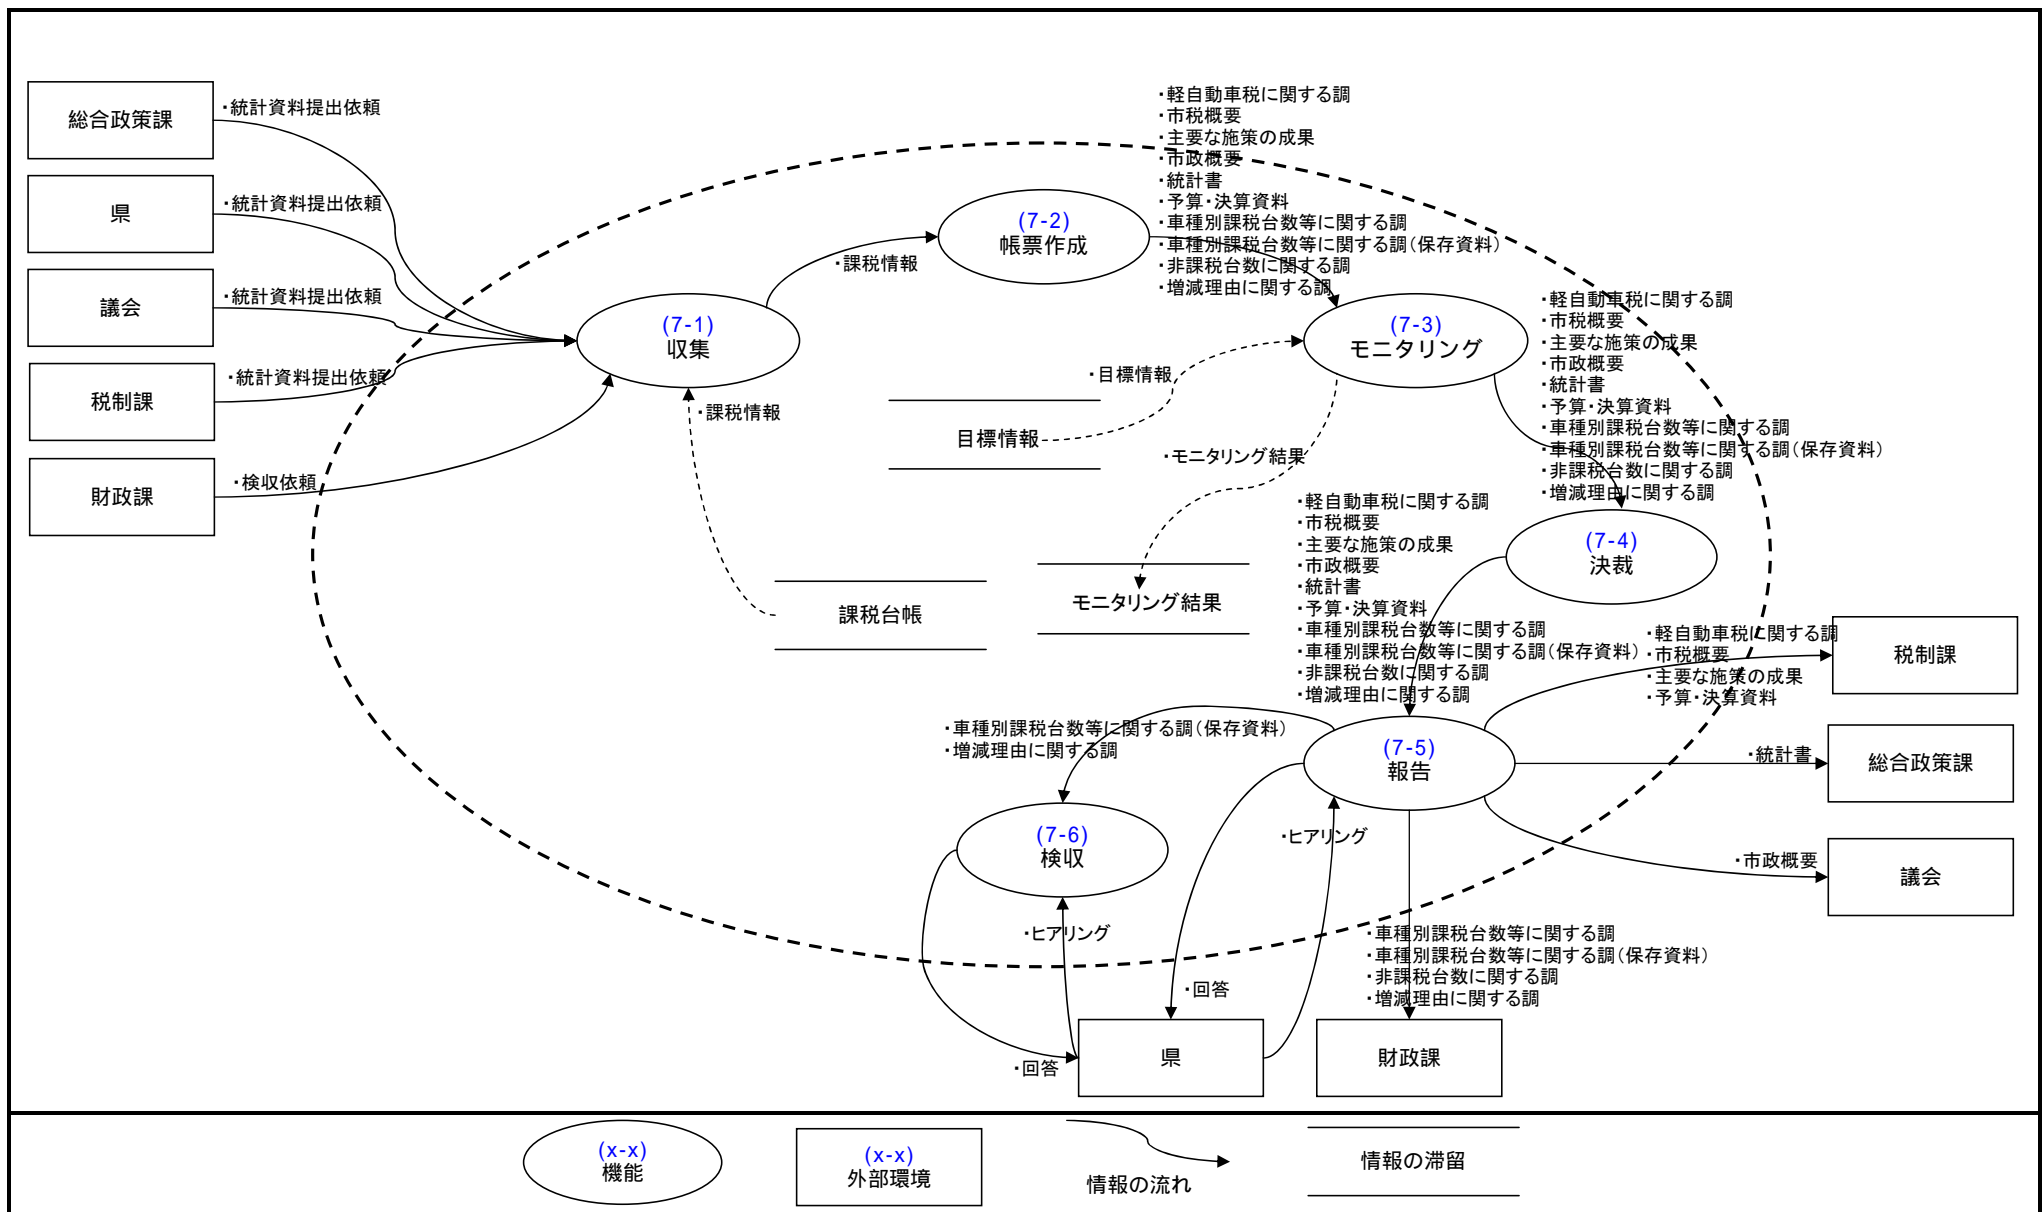 総合政策課
・統計資料提出依頼
県
・統計資料提出依頼
議会
・統計資料提出依頼
税制課
・統計資料提出依頼
財政課
・検収依頼
(7-1)
収集
・課税情報
(7-2)
帳票作成
・軽自動車税に関する調
・市税概要
・主要な施策の成果
・市政概要
・統計書
・予算・決算資料
・車種別課税台数等に関する調
・車種別課税台数等に関する調(保存資料)
・非課税台数に関する調
・増減理由に関する調
(7-3)
モニタリング
・目標情報
目標情報
・課税情報
・モニタリング結果
・軽自動車税に関する調
・市税概要
・主要な施策の成果
・市政概要
・統計書
・予算・決算資料
・車種別課税台数等に関する調
・車種別課税台数等に関する調(保存資料)
・非課税台数に関する調
・増減理由に関する調
(7-4)
決裁
課税台帳
モニタリング結果
・軽自動車税に関する調
・市税概要
・主要な施策の成果
・市政概要
・統計書
・予算・決算資料
・車種別課税台数等に関する調
・車種別課税台数等に関する調(保存資料)
・非課税台数に関する調
・増減理由に関する調
・軽自動車税に関する調
・市税概要
・主要な施策の成果
・予算・決算資料
税制課
・車種別課税台数等に関する調(保存資料)
・増減理由に関する調
(7-5)
報告
・統計書
総合政策課
(7-6)
検収
・ヒアリング
・市政概要
議会
・ヒアリング
・車種別課税台数等に関する調
・車種別課税台数等に関する調(保存資料)
・非課税台数に関する調
・増減理由に関する調
・回答
・回答
県
財政課
(x-x)
機能
(x-x)
外部環境
情報の流れ
情報の滞留